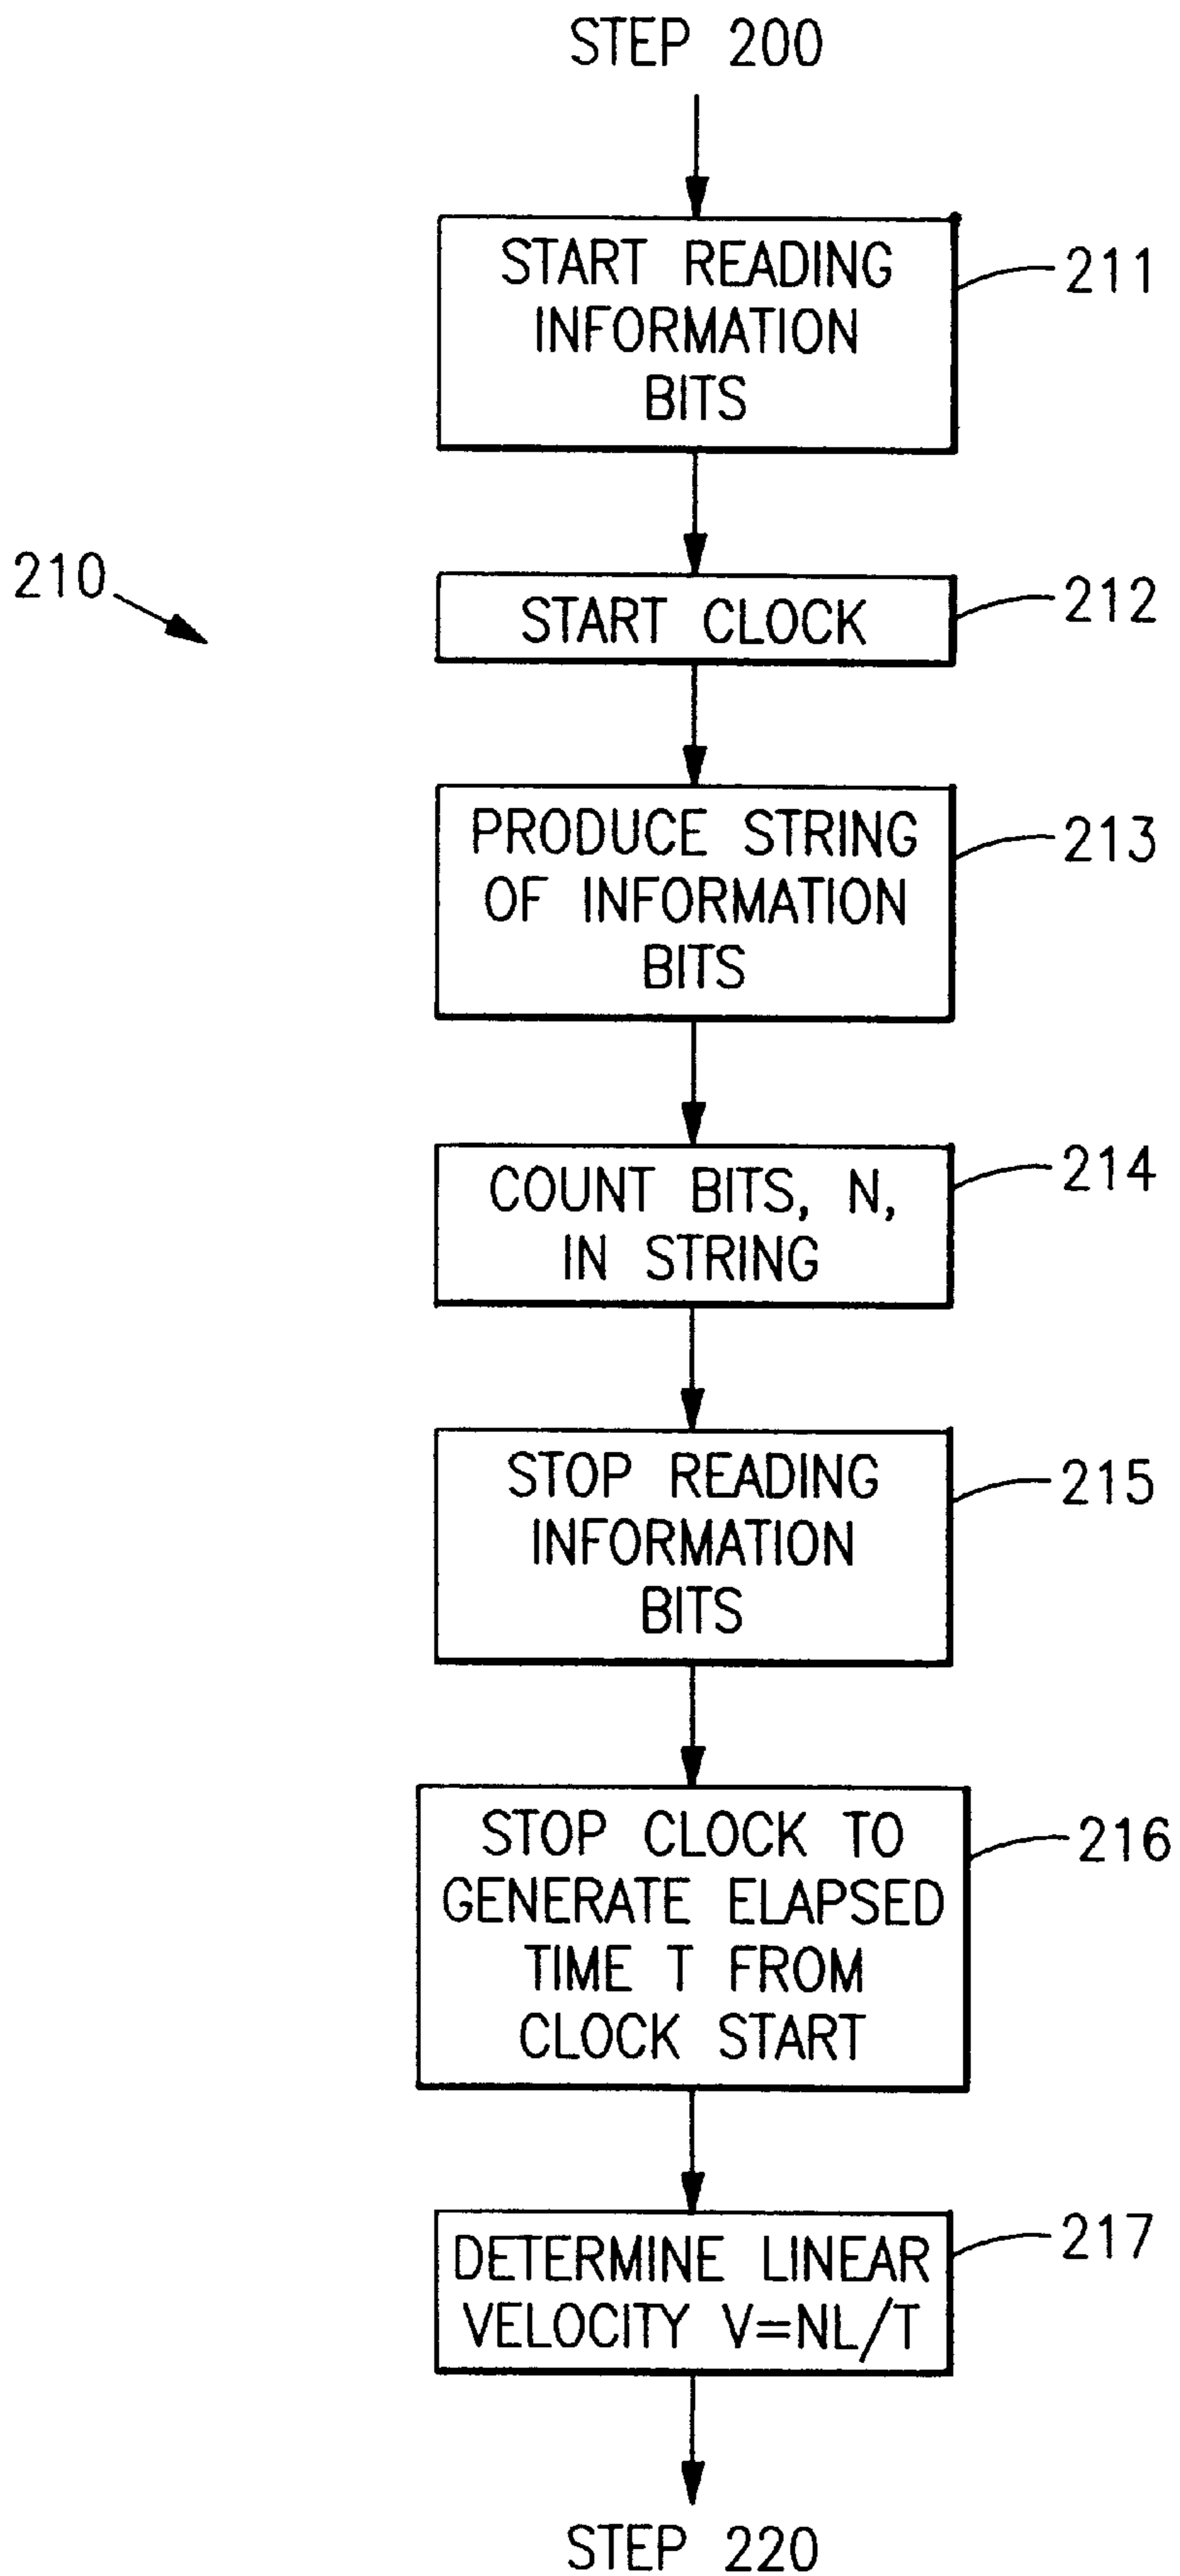 STEP 200
START READING
INFORMATION
BITS
211
210
START CLOCK
212
PRODUCE STRING
OF INFORMATION
BITS
213
COUNT BITS, N,
IN STRING
214
STOP READING
INFORMATION
BITS
215
STOP CLOCK TO
GENERATE ELAPSED
TIME T FROM
CLOCK START
216
DETERMINE LINEAR
VELOCITY V=NL/T
217
STEP 220